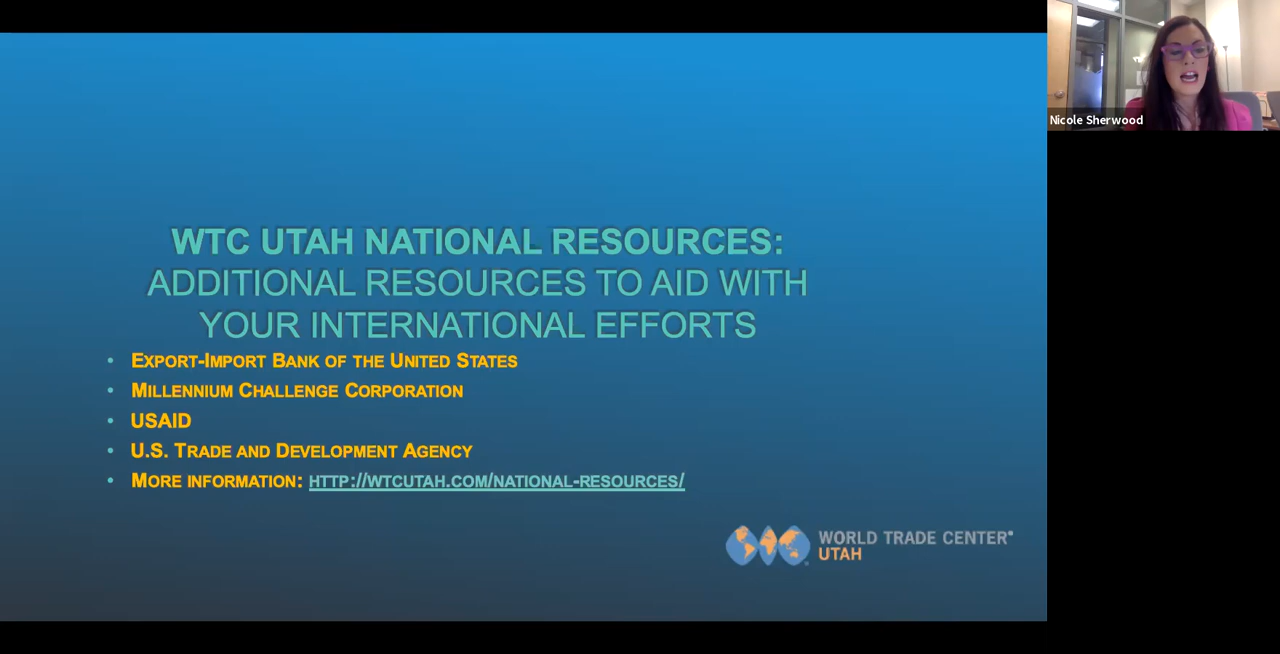 WTC UTAH NATIONAL RESOURCES:
ADDITIONAL RESOURCES TO AID WITH
YOUR INTERNATIONAL EFFORTS
• EXPORT-IMPORT BANK OF THE UNITED STATES
• MILLENNIUM CHALLENGE CORPORATION
• USAID
• U.S. TRADE AND DEVELOPMENT AGENCY
• MORE INFORMATION: HTTP://WTCUTAH.COM/NATIONAL-RESOURCES/
WORLD TRADE CENTER®
UTAH
Nicole Sherwood